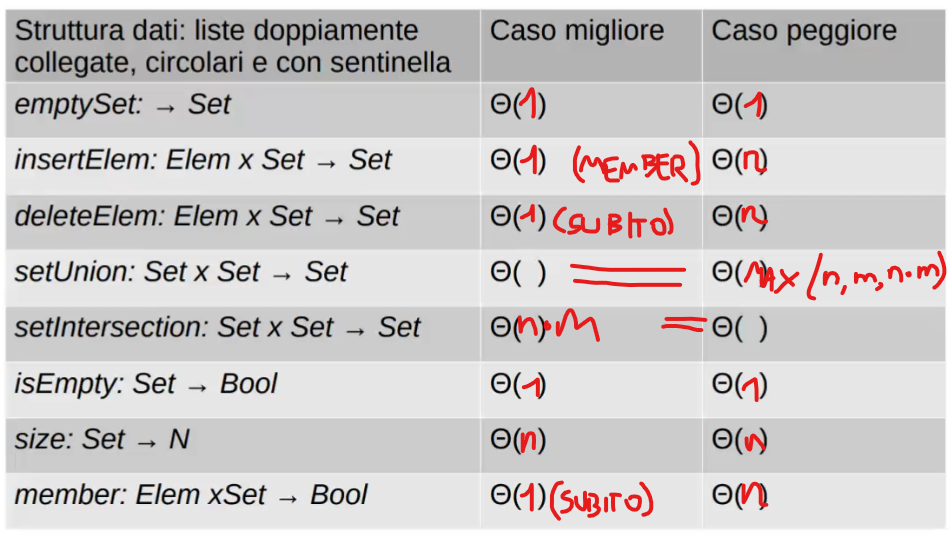 Struttura dati: liste doppiamente collegate, circolari e con sentinella Caso migliore Caso peggiore
emptySet: → Set Θ(1) Θ(1)
insertElem: Elem x Set → Set Θ(1) (MEMBER) Θ(n)
deleteElem: Elem x Set → Set Θ(1) (SUBITO) Θ(n)
setUnion: Set x Set → Set Θ( ) = Θ(MAX(n,m,n·m)
setIntersection: Set x Set → Set Θ(n)·M = Θ( )
isEmpty: Set → Bool Θ(1) Θ(1)
size: Set → N Θ(n) Θ(n)
member: Elem xSet → Bool Θ(1) (SUBITO) Θ(n)